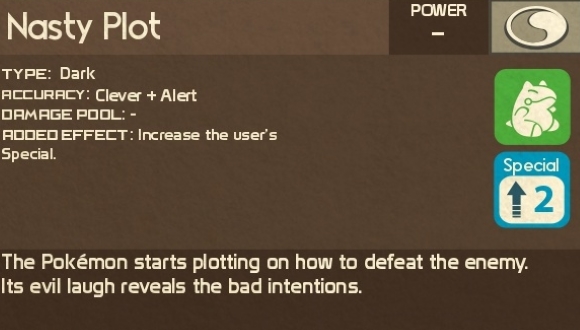 Nasty Plot
POWER
–
TYPE: Dark
ACCURACY: Clever + Alert
DAMAGE POOL: -
ADDED EFFECT: Increase the user's
Special.
Special
2
The Pokémon starts plotting on how to defeat the enemy.
Its evil laugh reveals the bad intentions.